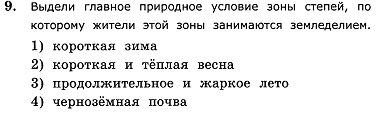 9. Выдели главное природное условие зоны степей, по
которому жители этой зоны занимаются земледелием.
1) короткая зима
2) короткая и тёплая весна
3) продолжительное и жаркое лето
4) чернозёмная почва